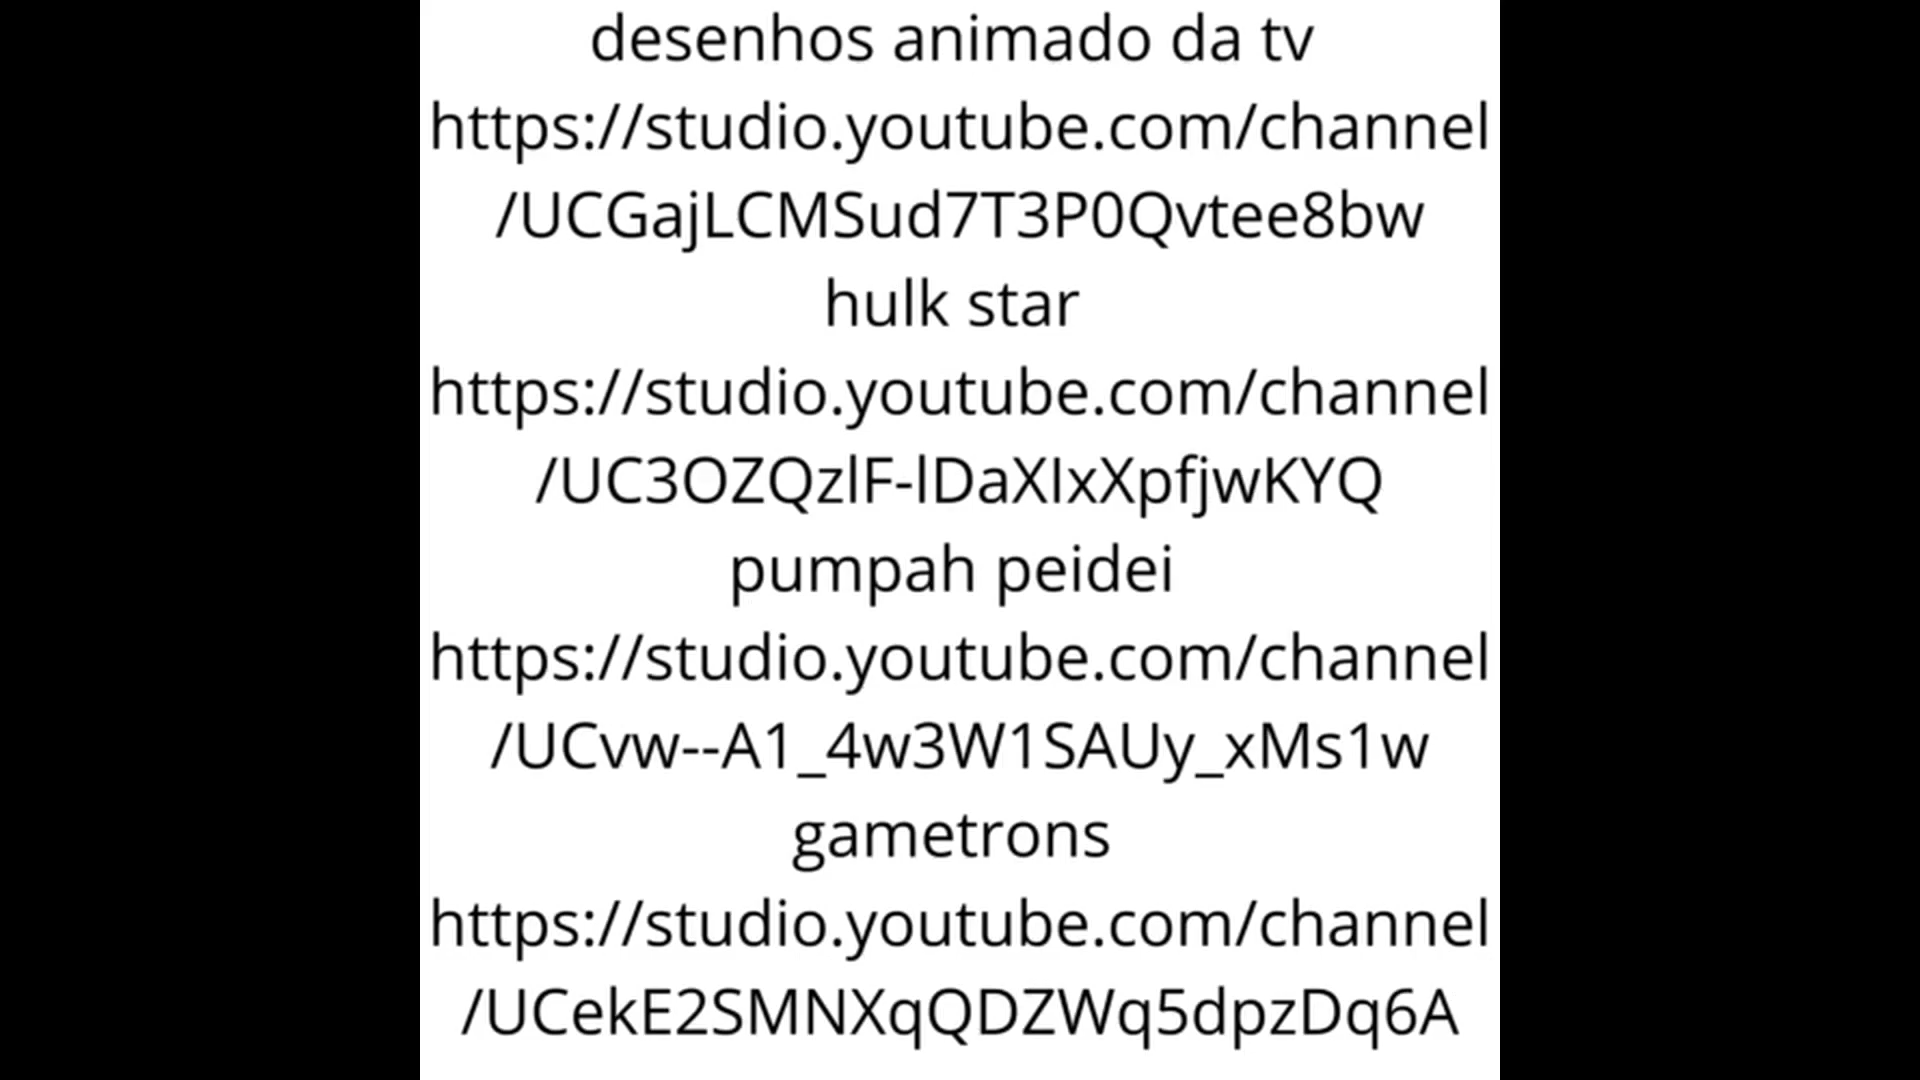 desenhos animado da tv
https://studio.youtube.com/channel
/UCGajLCMSud7T3P0Qvtee8bw
hulk star
https://studio.youtube.com/channel
/UC3OZQzlF-lDaXIxXpfjwKYQ
pumpah peidei
https://studio.youtube.com/channel
/UCvw--A1_4w3W1SAUy_xMs1w
gametrons
https://studio.youtube.com/channel
/UCekE2SMNXqQDZWq5dpzDq6A